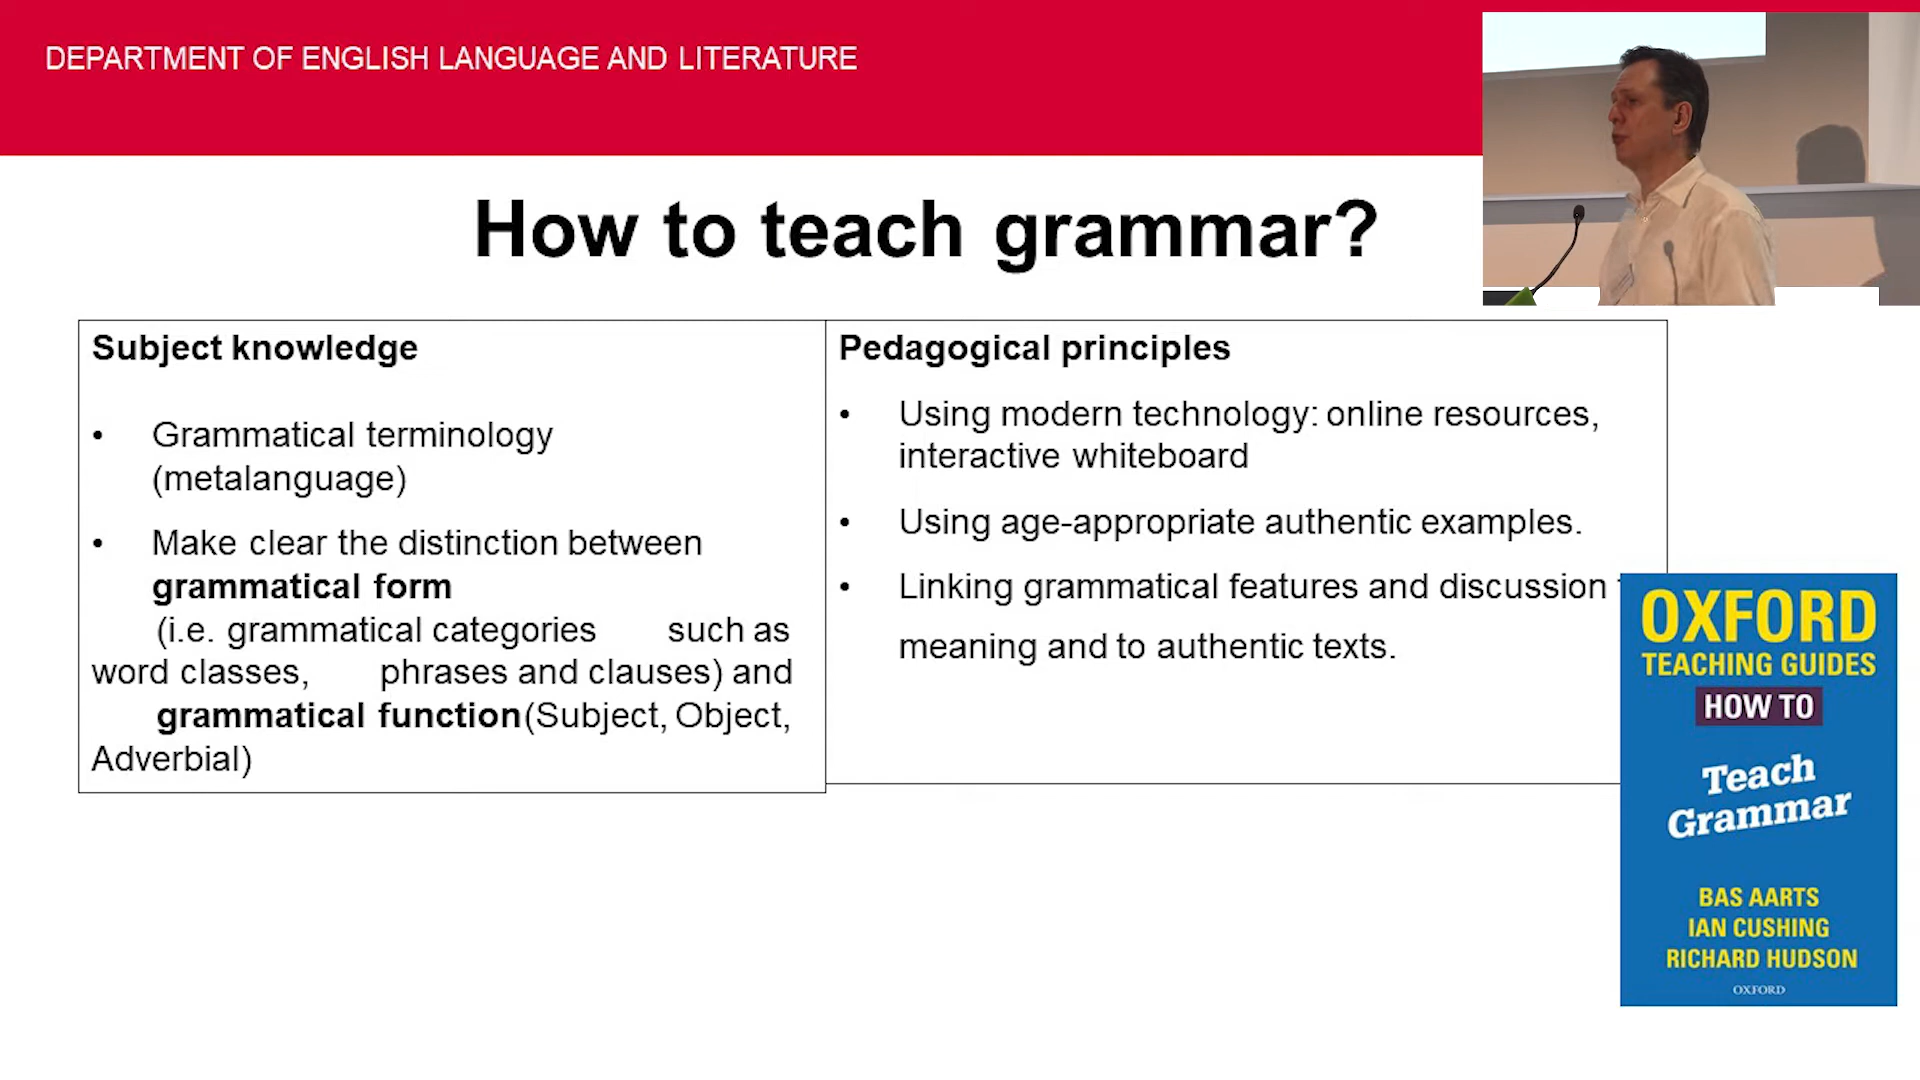 DEPARTMENT OF ENGLISH LANGUAGE AND LITERATURE
How to teach grammar?
Subject knowledge
• Grammatical terminology
(metalanguage)
• Make clear the distinction between
grammatical form
(i.e. grammatical categories such as
word classes, phrases and clauses) and
grammatical function(Subject, Object,
Adverbial)
Pedagogical principles
• Using modern technology: online resources,
interactive whiteboard
• Using age-appropriate authentic examples.
• Linking grammatical features and discussion
meaning and to authentic texts.
OXFORD
TEACHING GUIDES
HOW TO
Teach
Grammar
BAS AARTS
IAN CUSHING
RICHARD HUDSON
OXFORD